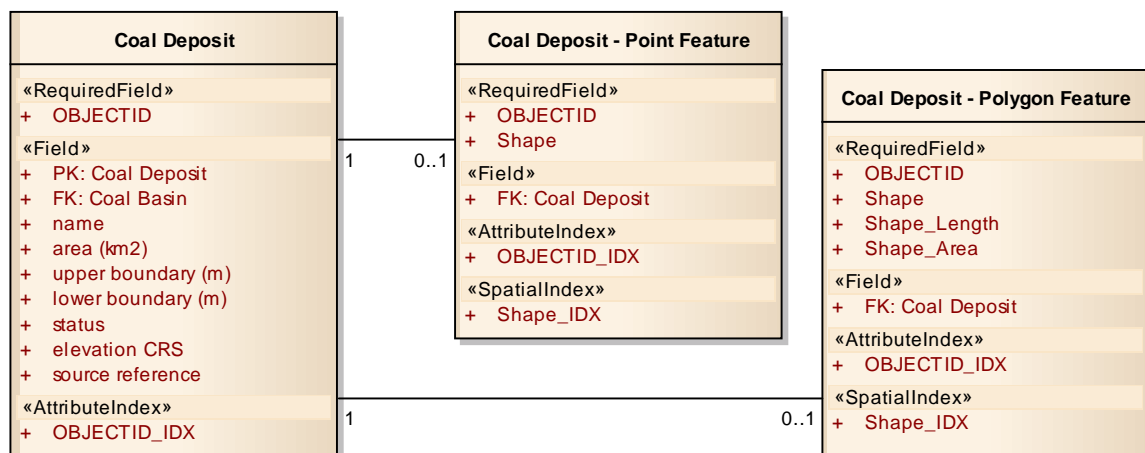 Coal Deposit
«RequiredField»
+ OBJECTID
«Field»
+ PK: Coal Deposit
+ FK: Coal Basin
+ name
+ area (km2)
+ upper boundary (m)
+ lower boundary (m)
+ status
+ elevation CRS
+ source reference
«AttributeIndex»
+ OBJECTID_IDX
1
0..1
1
0..1
Coal Deposit - Point Feature
«RequiredField»
+ OBJECTID
+ Shape
«Field»
+ FK: Coal Deposit
«AttributeIndex»
+ OBJECTID_IDX
«SpatialIndex»
+ Shape_IDX
Coal Deposit - Polygon Feature
«RequiredField»
+ OBJECTID
+ Shape
+ Shape_Length
+ Shape_Area
«Field»
+ FK: Coal Deposit
«AttributeIndex»
+ OBJECTID_IDX
«SpatialIndex»
+ Shape_IDX